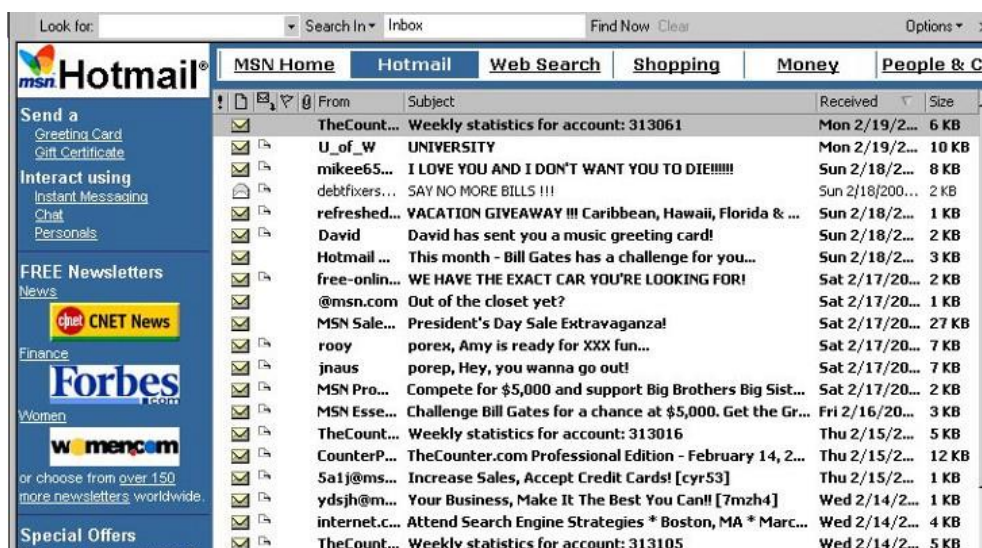 Look for: Search In Inbox Find Now Clear Options
msn Hotmail®
MSN Home Hotmail Web Search Shopping Money People & C
Send a
Greeting Card
Gift Certificate
Interact using
Instant Messaging
Chat
Personals
FREE Newsletters
News
c|net CNET News
Finance
Forbes
.com
Women
women.com
or choose from over 150
more newsletters worldwide.
Special Offers
! From Subject Received Size
TheCount... Weekly statistics for account: 313061 Mon 2/19/2... 6 KB
U_of_W UNIVERSITY Mon 2/19/2... 10 KB
mikee65... I LOVE YOU AND I DON'T WANT YOU TO DIE!!!!!! Sun 2/18/2... 8 KB
debtfixers... SAY NO MORE BILLS !!! Sun 2/18/200... 2 KB
refreshed... VACATION GIVEAWAY !!! Caribbean, Hawaii, Florida & ... Sun 2/18/2... 1 KB
David David has sent you a music greeting card! Sun 2/18/2... 2 KB
Hotmail ... This month - Bill Gates has a challenge for you... Sun 2/18/2... 3 KB
free-onlin... WE HAVE THE EXACT CAR YOU'RE LOOKING FOR! Sat 2/17/20... 2 KB
@msn.com Out of the closet yet? Sat 2/17/20... 1 KB
MSN Sale... President's Day Sale Extravaganza! Sat 2/17/20... 27 KB
rooy porex, Amy is ready for XXX fun... Sat 2/17/20... 7 KB
jnaus porep, Hey, you wanna go out! Sat 2/17/20... 7 KB
MSN Pro... Compete for $5,000 and support Big Brothers Big Sist... Sat 2/17/20... 2 KB
MSN Esse... Challenge Bill Gates for a chance at $5,000. Get the Gr... Fri 2/16/20... 3 KB
TheCount... Weekly statistics for account: 313016 Thu 2/15/2... 5 KB
CounterP... TheCounter.com Professional Edition - February 14, 2... Thu 2/15/2... 12 KB
5a1j@ms... Increase Sales, Accept Credit Cards! [cyr53] Thu 2/15/2... 1 KB
ydsjh@m... Your Business, Make It The Best You Can!! [7mzh4] Wed 2/14/2... 1 KB
internet.c... Attend Search Engine Strategies * Boston, MA * Marc... Wed 2/14/2... 4 KB
TheCount... Weekly statistics for account: 313105 Wed 2/14/2... 5 KB